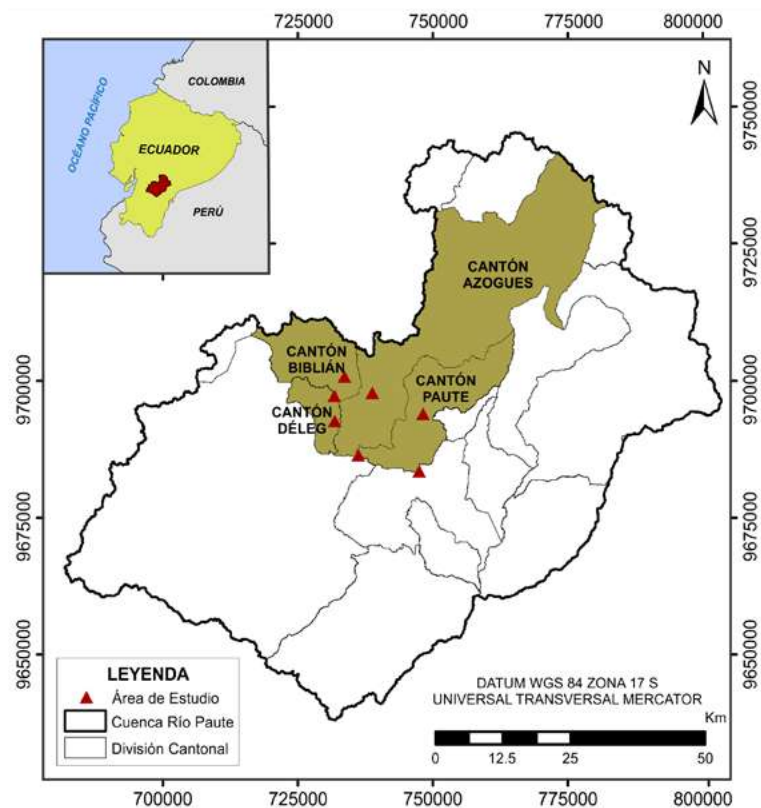 725000
750000
775000
800000
COLOMBIA
OCÉANO PACÍFICO
ECUADOR
PERÚ
N
9750000
9725000
9700000
9675000
9650000
CANTÓN
AZOGUES
CANTÓN
BIBLIÁN
CANTÓN
PAUTE
CANTÓN
DÉLEG
9700000
9675000
9650000
LEYENDA
Área de Estudio
Cuenca Río Paute
División Cantonal
DATUM WGS 84 ZONA 17 S
UNIVERSAL TRANSVERSAL MERCATOR
Km
0 12.5 25 50
700000
725000
750000
775000
800000